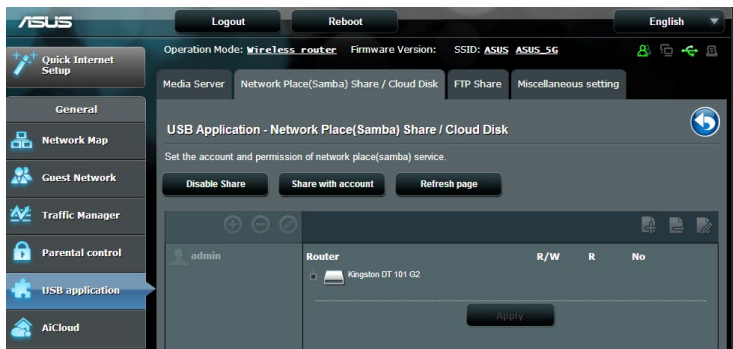 ASUS Logout Reboot English
Quick Internet Setup
Operation Mode: Wireless router Firmware Version: SSID: ASUS ASUS_5G
Media Server Network Place(Samba) Share / Cloud Disk FTP Share Miscellaneous setting
General
Network Map
Guest Network
Traffic Manager
Parental control
USB application
AiCloud
USB Application - Network Place(Samba) Share / Cloud Disk
Set the account and permission of network place(samba) service.
Disable Share Share with account Refresh page
admin
Router R/W R No
Kingston DT 101 G2
Apply